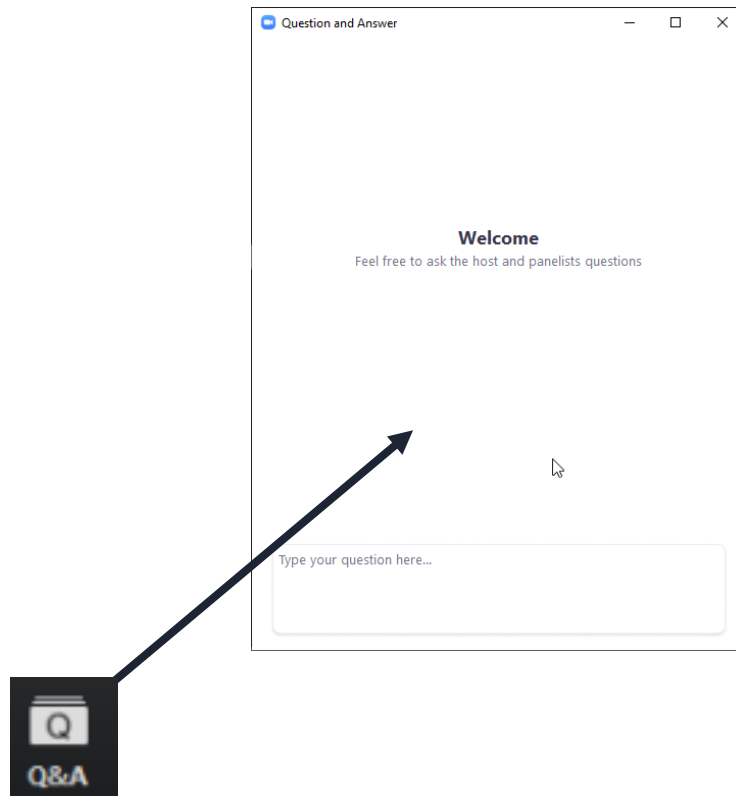 Question and Answer
Welcome
Feel free to ask the host and panelists questions
Type your question here...
Q
Q&A